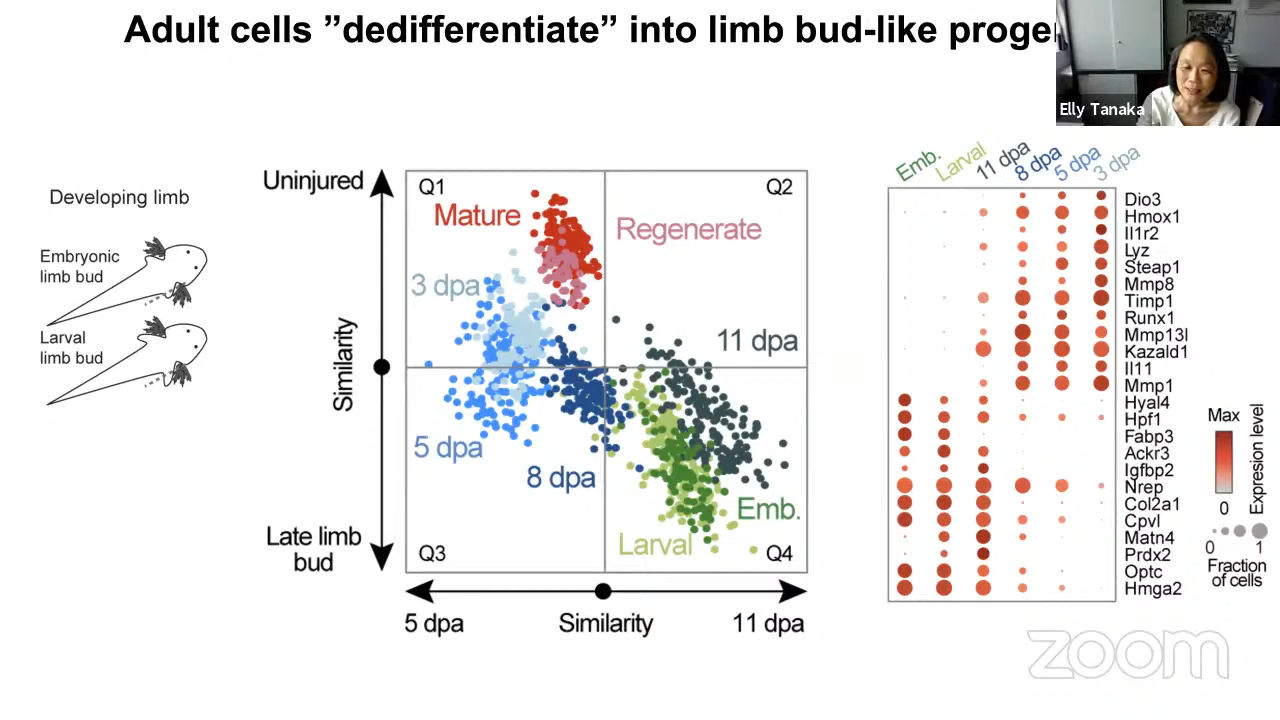 Adult cells ”dedifferentiate” into limb bud-like
Elly Tanaka
Developing limb
Embryonic
limb bud
Larval
limb bud
Uninjured
Similarity
Late limb
bud
Q1
Q2
Mature
Regenerate
3 dpa
11 dpa
5 dpa
8 dpa
Emb.
Larval
Q3
Q4
5 dpa
Similarity
11 dpa
Emb.
Larval
11 dpa
8 dpa
5 dpa
3 dpa
Dio3
Hmox1
Il1r2
Lyz
Steap1
Mmp8
Timp1
Runx1
Mmp13l
Kazald1
Il11
Mmp1
Hyal4
Hpf1
Fabp3
Ackr3
Igfbp2
Nrep
Col2a1
Cpvl
Matn4
Prdx2
Optc
Hmga2
Max
0
Expression level
0
1
Fraction
of cells
zoom